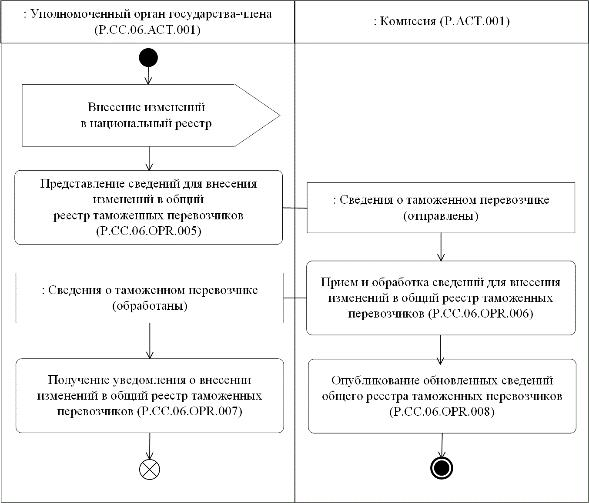 : Уполномоченный орган государства-члена
(P.CC.06.ACT.001)
: Комиссия (P.ACT.001)
Внесение изменений
в национальный реестр
Представление сведений для внесения
изменений в общий
реестр таможенных перевозчиков
(P.CC.06.OPR.005)
: Сведения о таможенном перевозчике
(отправлены)
: Сведения о таможенном перевозчике
(обработаны)
Прием и обработка сведений для внесения
изменений в общий реестр таможенных
перевозчиков (P.CC.06.OPR.006)
Получение уведомления о внесении
изменений в общий реестр таможенных
перевозчиков (P.CC.06.OPR.007)
Опубликование обновленных сведений
общего реестра таможенных перевозчиков
(P.CC.06.OPR.008)